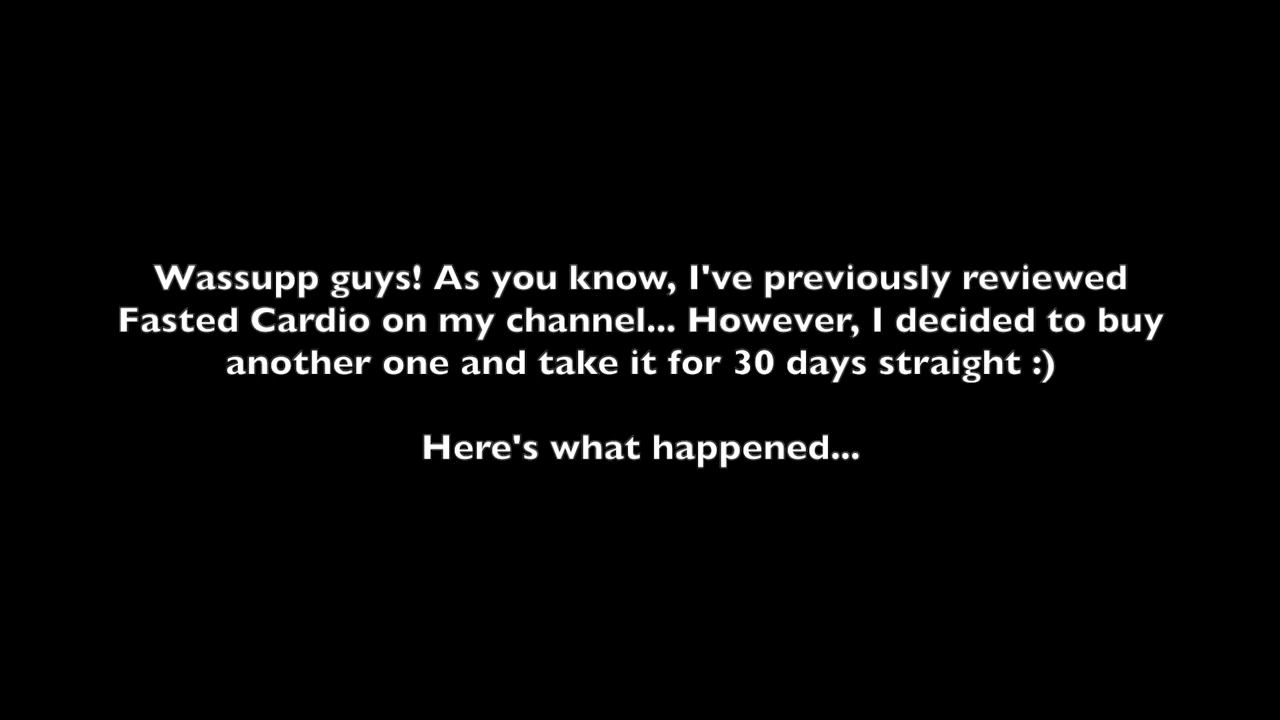 Wassupp guys! As you know, I've previously reviewed
Fasted Cardio on my channel... However, I decided to buy
another one and take it for 30 days straight :)
Here's what happened...